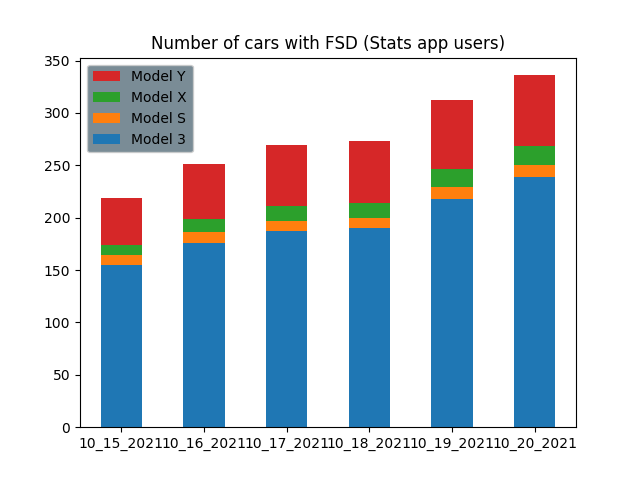 Number of cars with FSD (Stats app users)
350
300
250
200
150
100
50
0
Model Y
Model X
Model S
Model 3
10_15_2021 10_16_2021 10_17_2021 10_18_2021 10_19_2021 10_20_2021